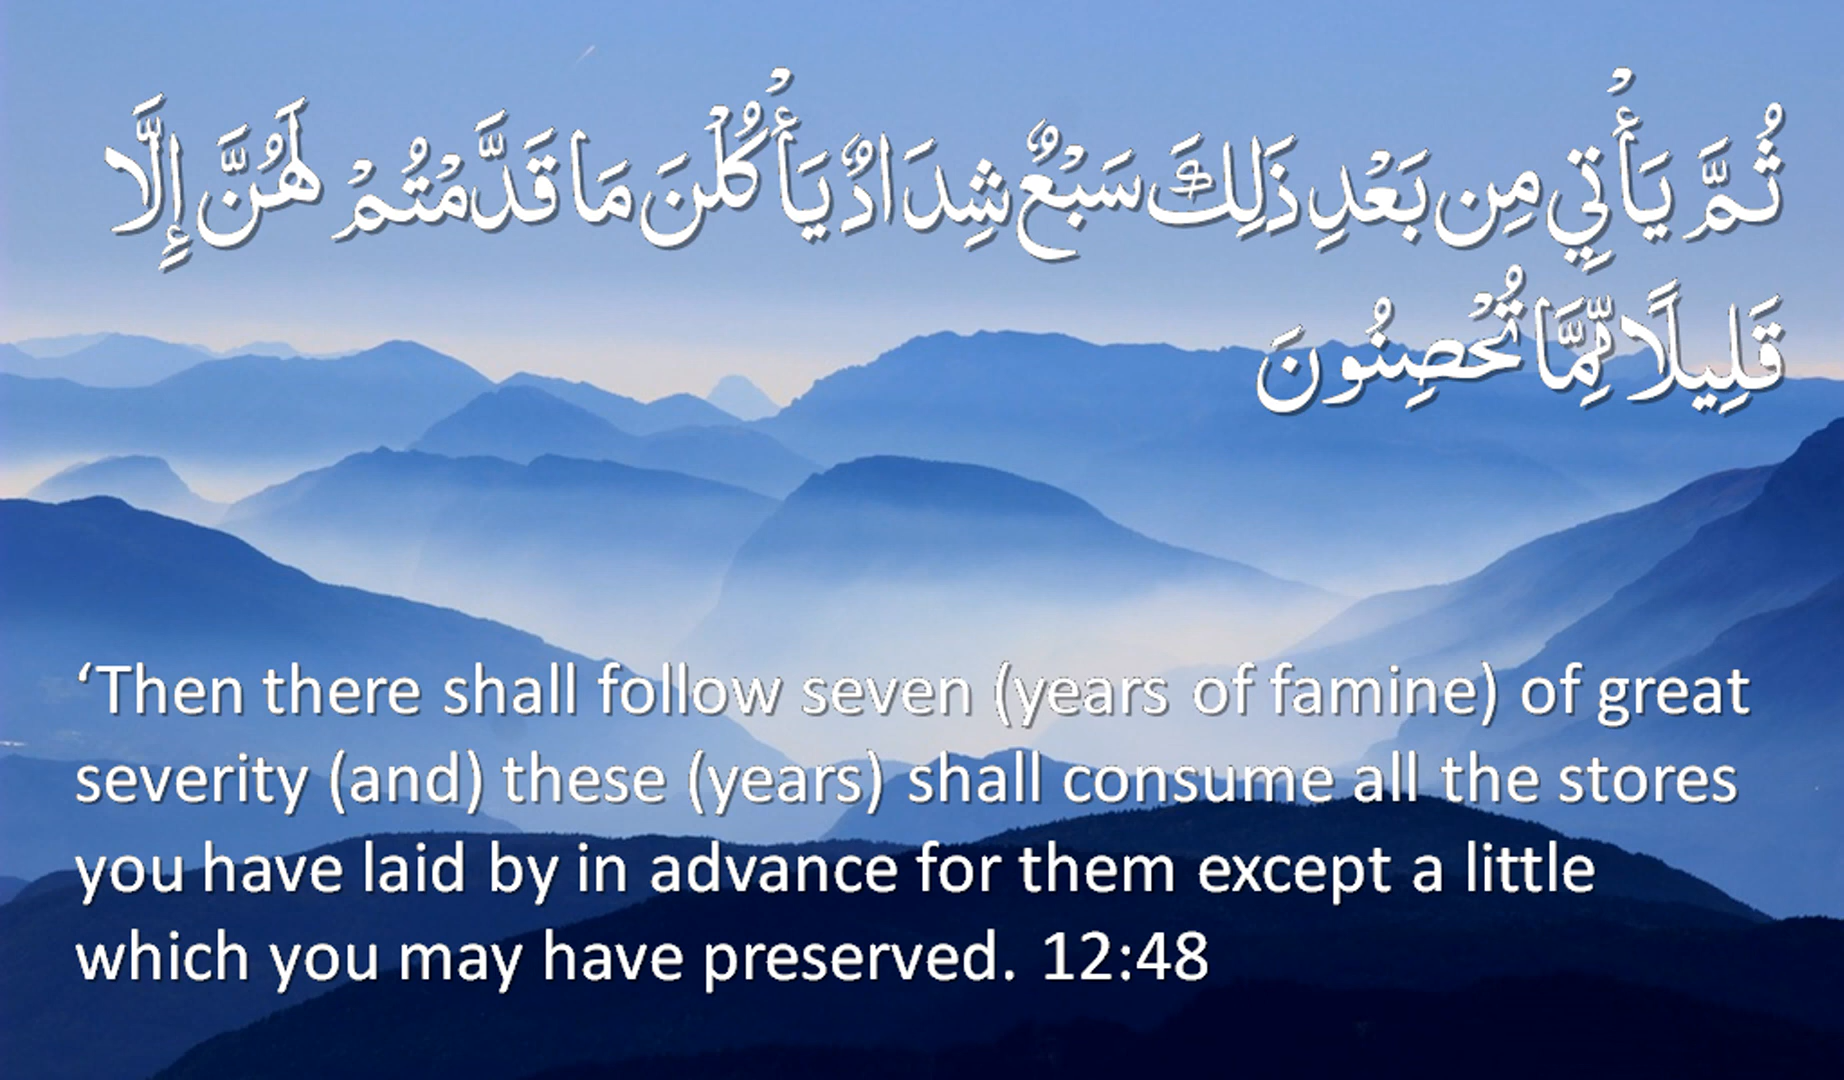 ثُمَّ يَأْتِي مِن بَعْدِ ذَلِكَ سَبْعٌ شِدَادٌ يَأْكُلْنَ مَا قَدَّمْتُمْ لَهُنَّ إِلَّا
قَلِيلًا مِّمَّا تُحْصِنُونَ
‘Then there shall follow seven (years of famine) of great
severity (and) these (years) shall consume all the stores
you have laid by in advance for them except a little
which you may have preserved. 12:48